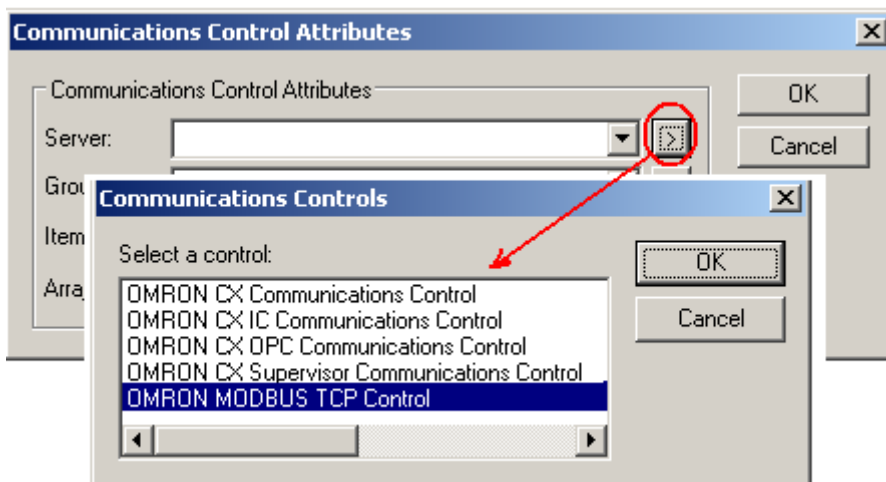 Communications Control Attributes
Communications Control Attributes
OK
Server:
>
Cancel
Communications Controls
Item
Select a control:
OK
OMRON CX Communications Control
OMRON CX IC Communications Control
Cancel
OMRON CX OPC Communications Control
OMRON CX Supervisor Communications Control
OMRON MODBUS TCP Control